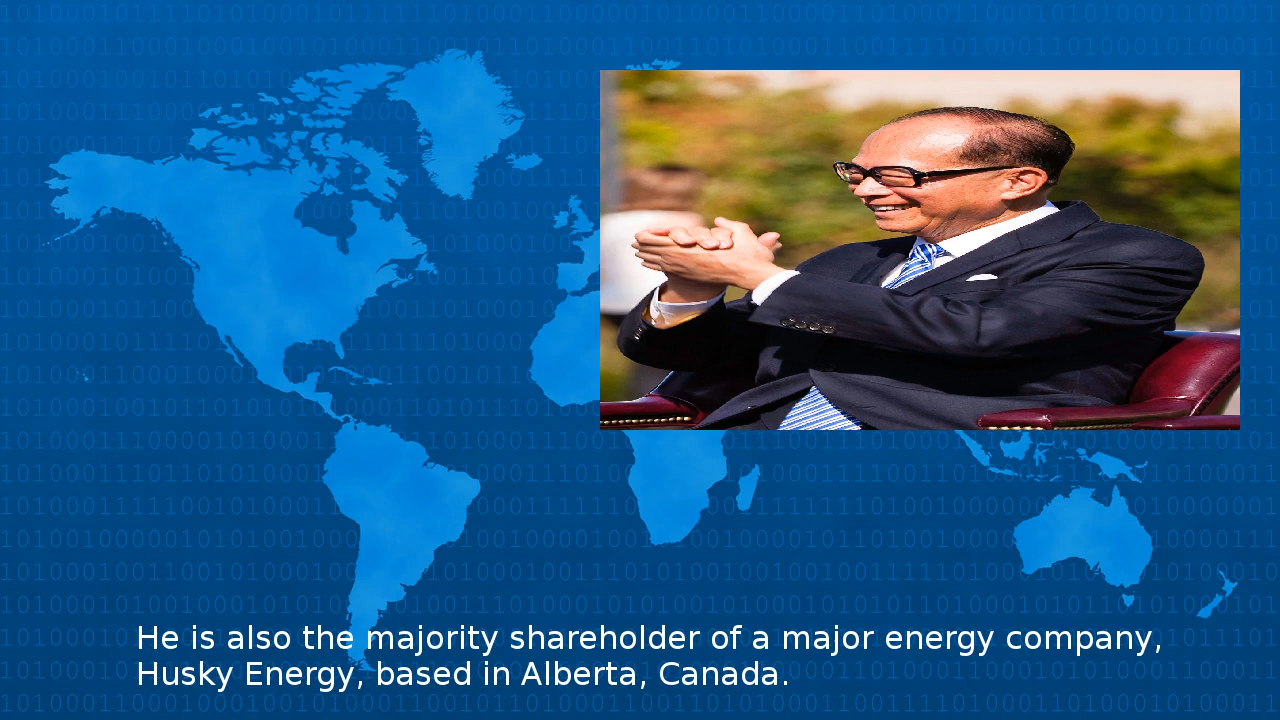 He is also the majority shareholder of a major energy company,
Husky Energy, based in Alberta, Canada.